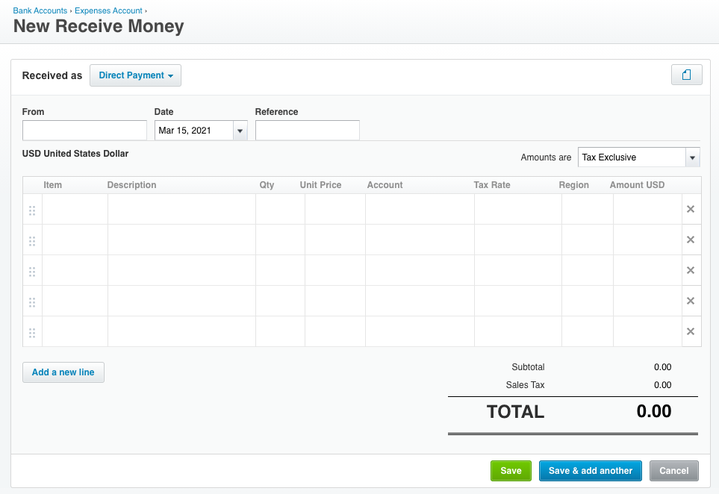 Bank Accounts › Expenses Account ›
New Receive Money
Received as Direct Payment
From Date Reference
Mar 15, 2021
USD United States Dollar
Amounts are Tax Exclusive
Item Description Qty Unit Price Account Tax Rate Region Amount USD
Add a new line
Subtotal 0.00
Sales Tax 0.00
TOTAL 0.00
Save Save & add another Cancel